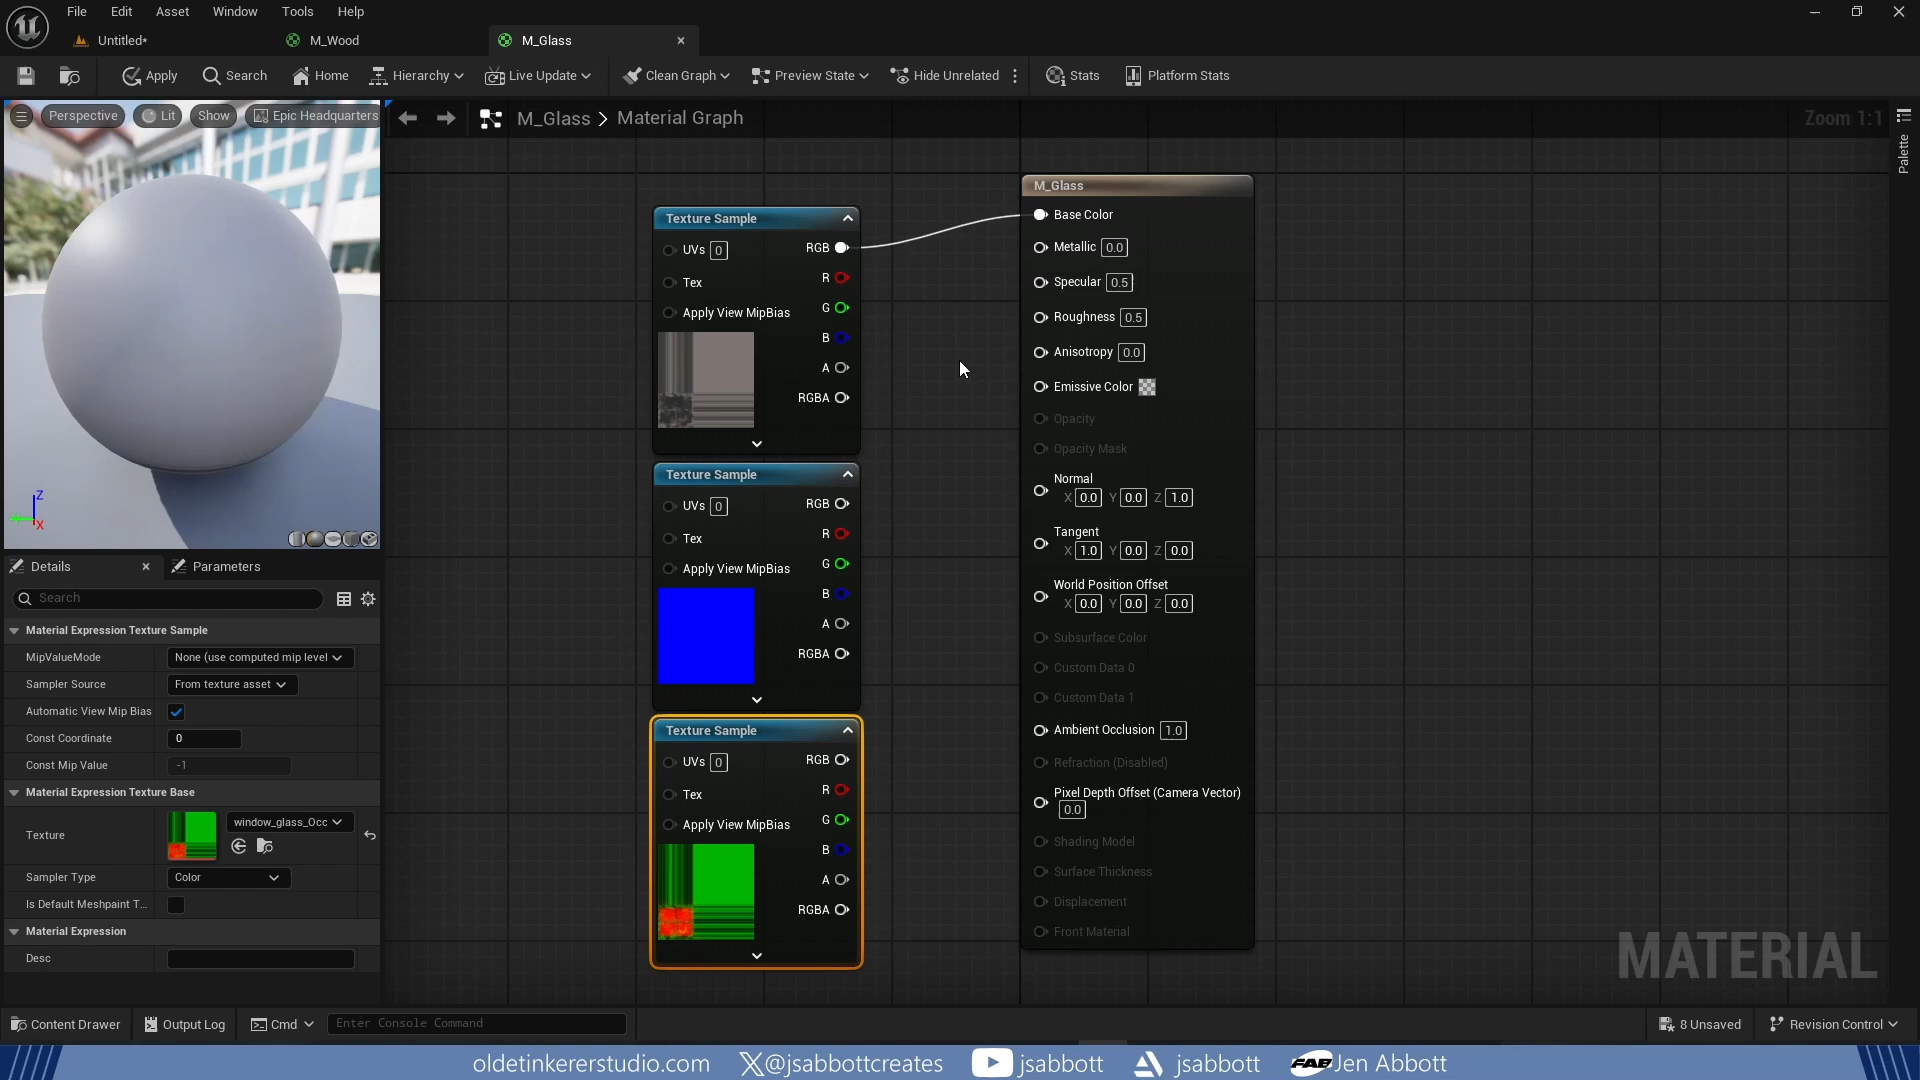 File Edit Asset Window Tools Help
Untitled* M_Wood M_Glass
Apply Search Home Hierarchy Live Update Clean Graph Preview State Hide Unrelated Stats Platform Stats
Perspective Lit Show Epic Headquarters
M_Glass > Material Graph Zoom 1:1
Palette
Texture Sample
UVs 0 RGB
R
Tex
G
Apply View MipBias
B
A
RGBA
Texture Sample
UVs 0 RGB
R
Tex
G
Apply View MipBias
B
A
RGBA
Texture Sample
UVs 0 RGB
R
Tex
G
Apply View MipBias
B
A
RGBA
M_Glass
Base Color
Metallic 0.0
Specular 0.5
Roughness 0.5
Anisotropy 0.0
Emissive Color
Opacity
Opacity Mask
Normal
X 0.0 Y 0.0 Z 1.0
Tangent
X 1.0 Y 0.0 Z 0.0
World Position Offset
X 0.0 Y 0.0 Z 0.0
Subsurface Color
Custom Data 0
Custom Data 1
Ambient Occlusion 1.0
Refraction (Disabled)
Pixel Depth Offset (Camera Vector)
0.0
Shading Model
Surface Thickness
Displacement
Front Material
MATERIAL
Z
X
Details Parameters
Search
Material Expression Texture Sample
MipValueMode None (use computed mip level
Sampler Source From texture asset
Automatic View Mip Bias
Const Coordinate 0
Const Mip Value -1
Material Expression Texture Base
Texture window_glass_Occ
Sampler Type Color
Is Default Meshpaint T...
Material Expression
Desc
Content Drawer Output Log Cmd Enter Console Command 8 Unsaved Revision Control
oldetinkererstudio.com @jsabbottcreates jsabbott jsabbott FAB Jen Abbott